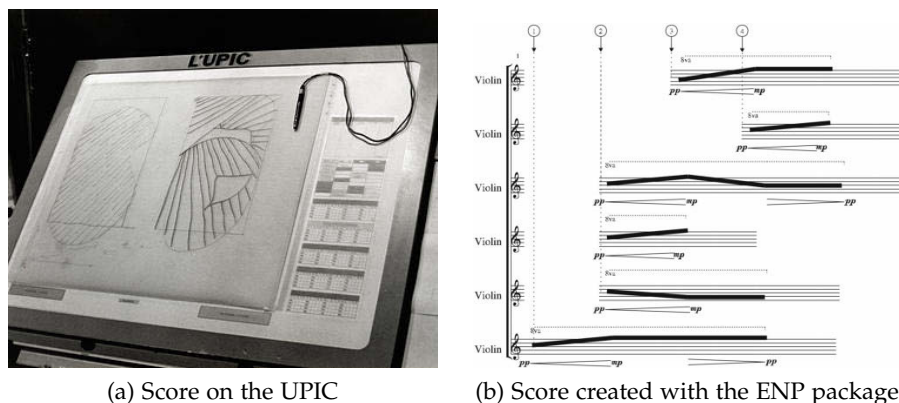 L'UPIC
1 2 3 4
1
8va
Violin
pp mp
8va
Violin
pp mp
8va
Violin
pp mp pp
8va
Violin
pp mp
8va
Violin
pp mp
8va
Violin
pp mp pp
(a) Score on the UPIC
(b) Score created with the ENP package